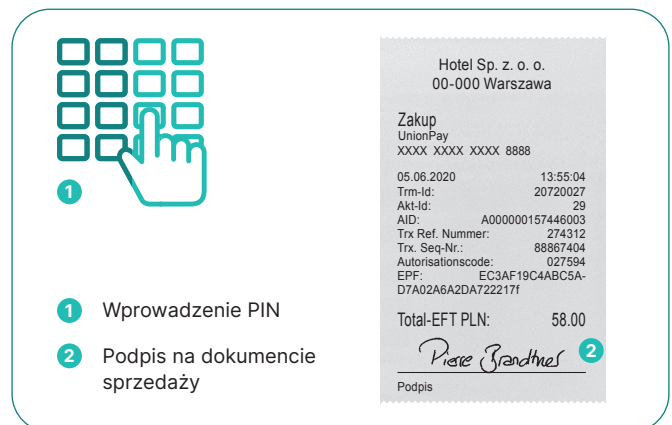 1
1 Wprowadzenie PIN
2 Podpis na dokumencie
sprzedaży
Hotel Sp. z. o. o.
00-000 Warszawa
Zakup
UnionPay
XXXX XXXX XXXX 8888
05.06.2020 13:55:04
Trm-Id: 20720027
Akt-Id: 29
AID: A000000157446003
Trx Ref. Nummer: 274312
Trx. Seq-Nr.: 88867404
Autorisationscode: 027594
EPF: EC3AF19C4ABC5A-
D7A02A6A2DA722217f
Total-EFT PLN: 58.00
Pierre Brandtner 2
Podpis